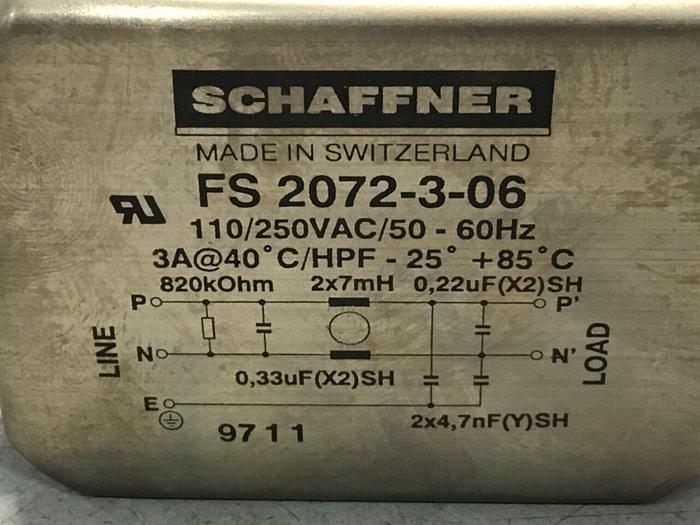 SCHAFFNER
MADE IN SWITZERLAND
FS 2072-3-06
110/250VAC/50 - 60Hz
3A@40°C/HPF - 25° +85°C
820kOhm 2x7mH 0,22uF(X2)SH
P P'
LINE
LOAD
N N'
0,33uF(X2)SH
E
2x4,7nF(Y)SH
9711